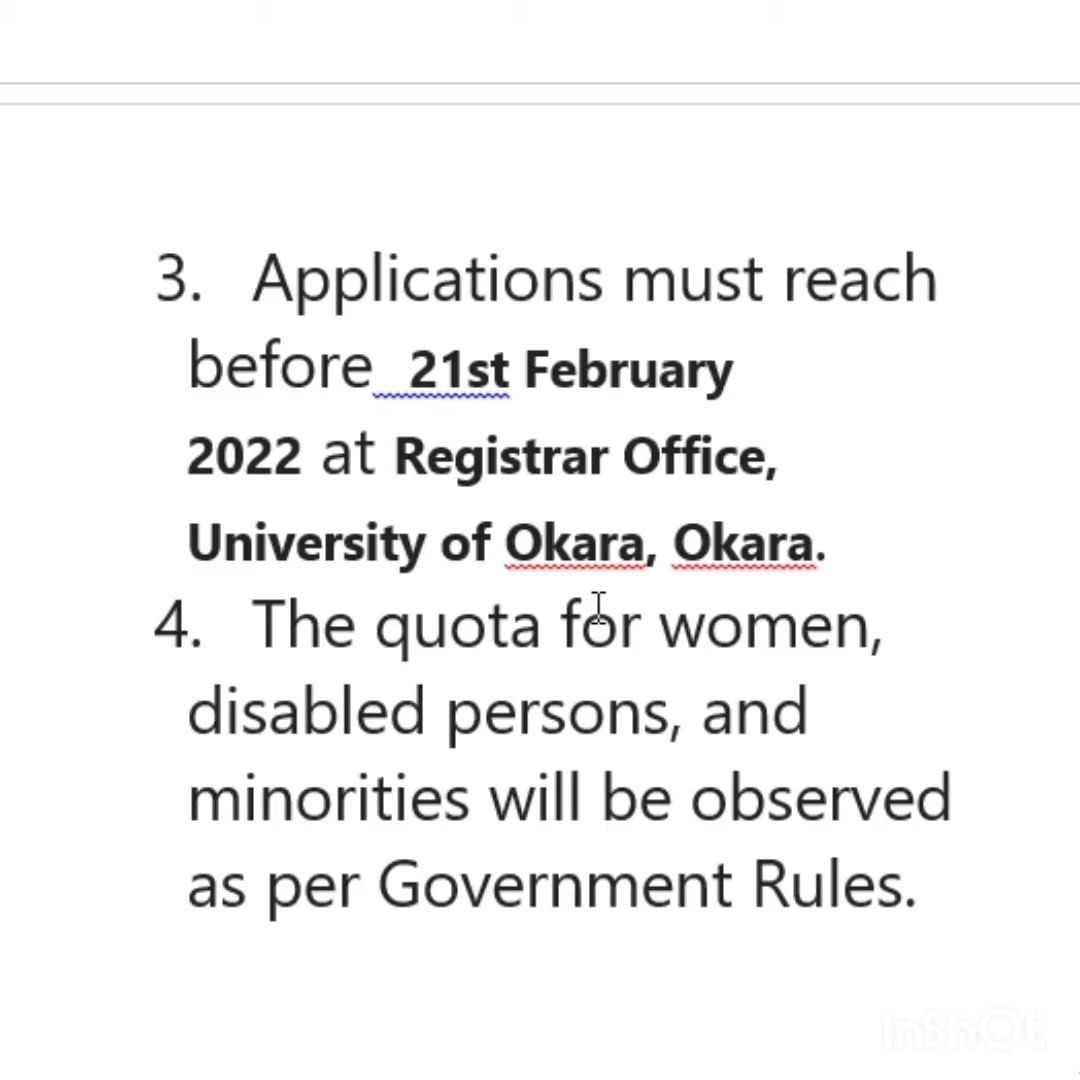 3. Applications must reach
before 21st February
2022 at Registrar Office,
University of Okara, Okara.
4. The quota for women,
disabled persons, and
minorities will be observed
as per Government Rules.
InShOt